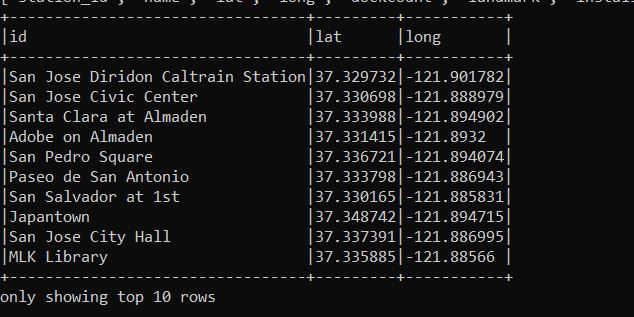 ["station_id", "name", "lat", "long", "dockcount", "landmark", "instal
+--------------------------------+---------+-----------+
|id                              |lat      |long       |
+--------------------------------+---------+-----------+
|San Jose Diridon Caltrain Station|37.329732|-121.901782|
|San Jose Civic Center           |37.330698|-121.888979|
|Santa Clara at Almaden          |37.333988|-121.894902|
|Adobe on Almaden                |37.331415|-121.8932  |
|San Pedro Square                |37.336721|-121.894074|
|Paseo de San Antonio            |37.333798|-121.886943|
|San Salvador at 1st             |37.330165|-121.885831|
|Japantown                       |37.348742|-121.894715|
|San Jose City Hall              |37.337391|-121.886995|
|MLK Library                     |37.335885|-121.88566 |
+--------------------------------+---------+-----------+
only showing top 10 rows